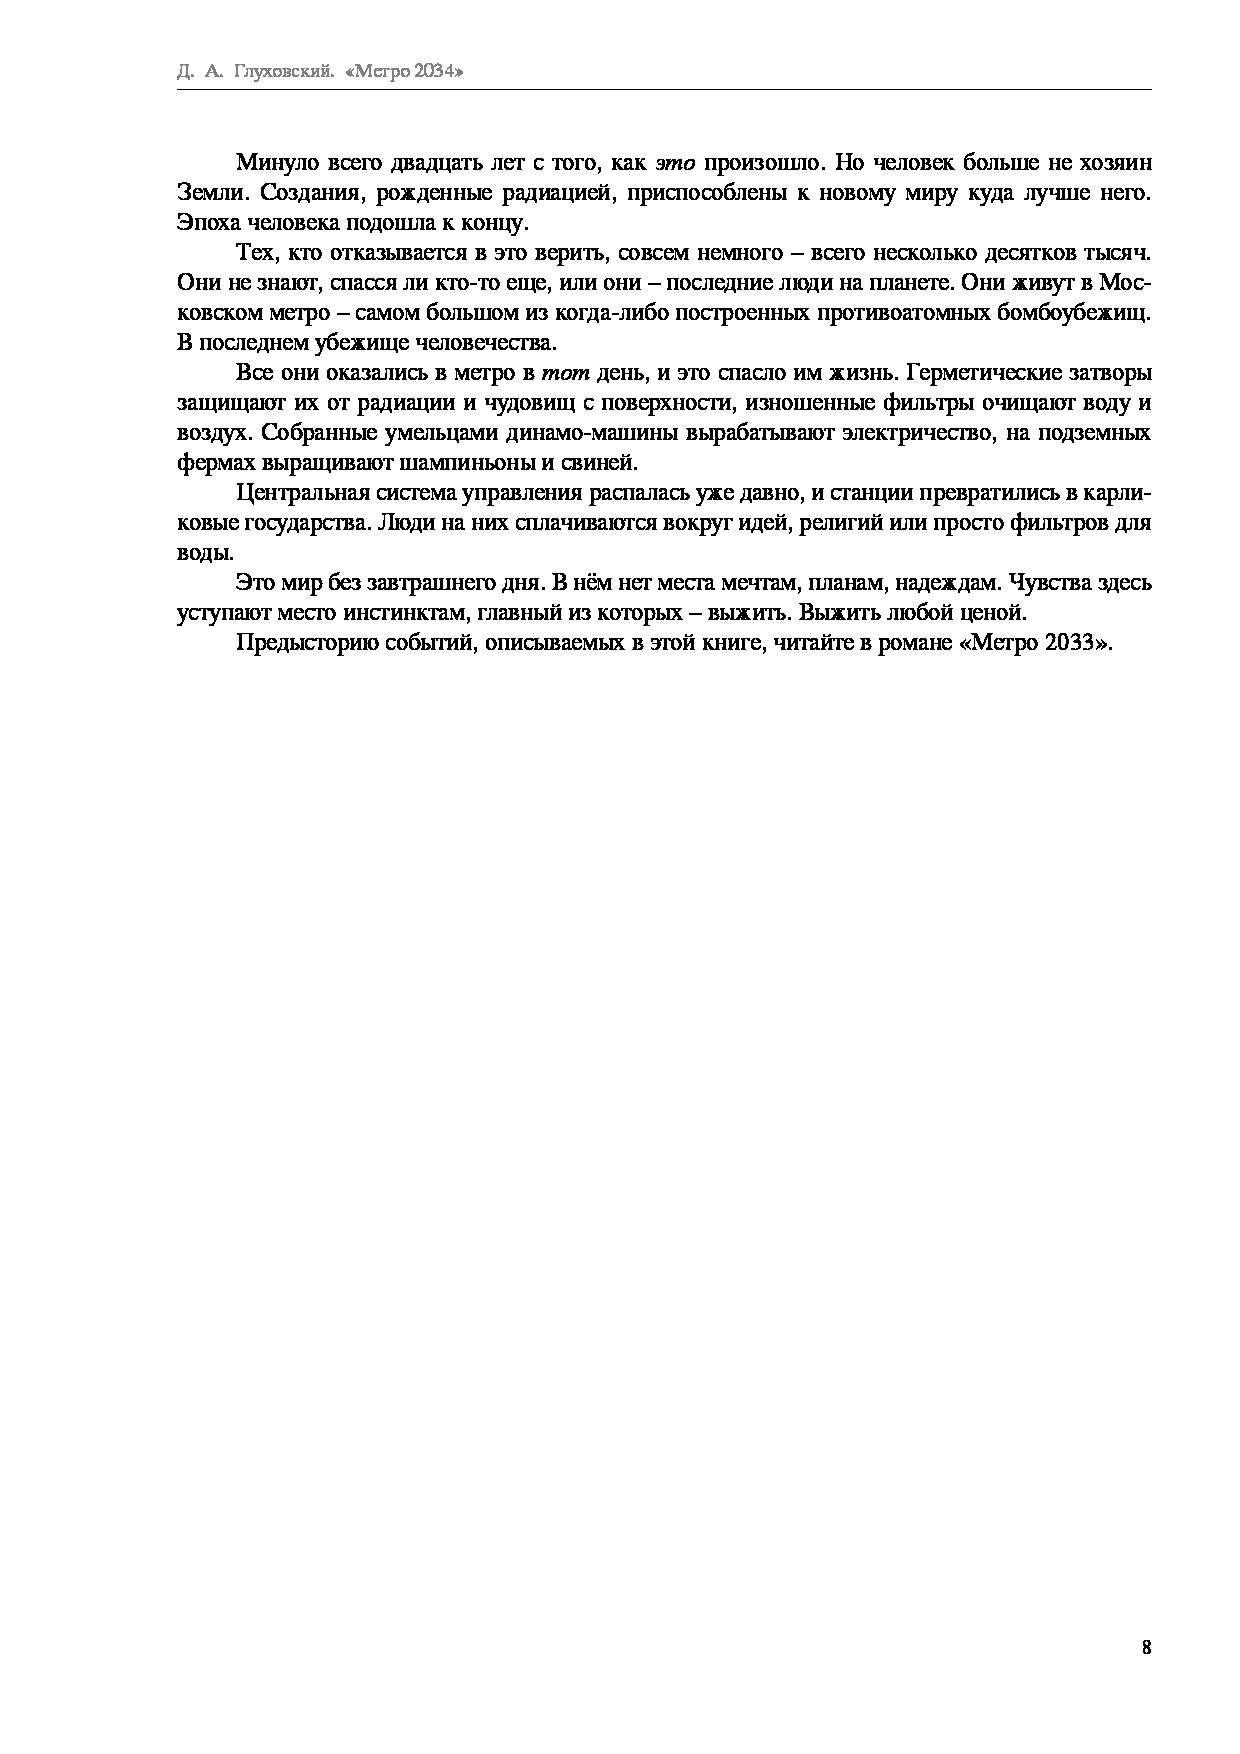 Д. А. Глуховский. «Метро 2034»
Минуло всего двадцать лет с того, как это произошло. Но человек больше не хозяин
Земли. Создания, рожденные радиацией, приспособлены к новому миру куда лучше него.
Эпоха человека подошла к концу.
Тех, кто отказывается в это верить, совсем немного – всего несколько десятков тысяч.
Они не знают, спасся ли кто-то еще, или они – последние люди на планете. Они живут в Мос-
ковском метро – самом большом из когда-либо построенных противоатомных бомбоубежищ.
В последнем убежище человечества.
Все они оказались в метро в тот день, и это спасло им жизнь. Герметические затворы
защищают их от радиации и чудовищ с поверхности, изношенные фильтры очищают воду и
воздух. Собранные умельцами динамо-машины вырабатывают электричество, на подземных
фермах выращивают шампиньоны и свиней.
Центральная система управления распалась уже давно, и станции превратились в карли-
ковые государства. Люди на них сплачиваются вокруг идей, религий или просто фильтров для
воды.
Это мир без завтрашнего дня. В нём нет места мечтам, планам, надеждам. Чувства здесь
уступают место инстинктам, главный из которых – выжить. Выжить любой ценой.
Предысторию событий, описываемых в этой книге, читайте в романе «Метро 2033».
8